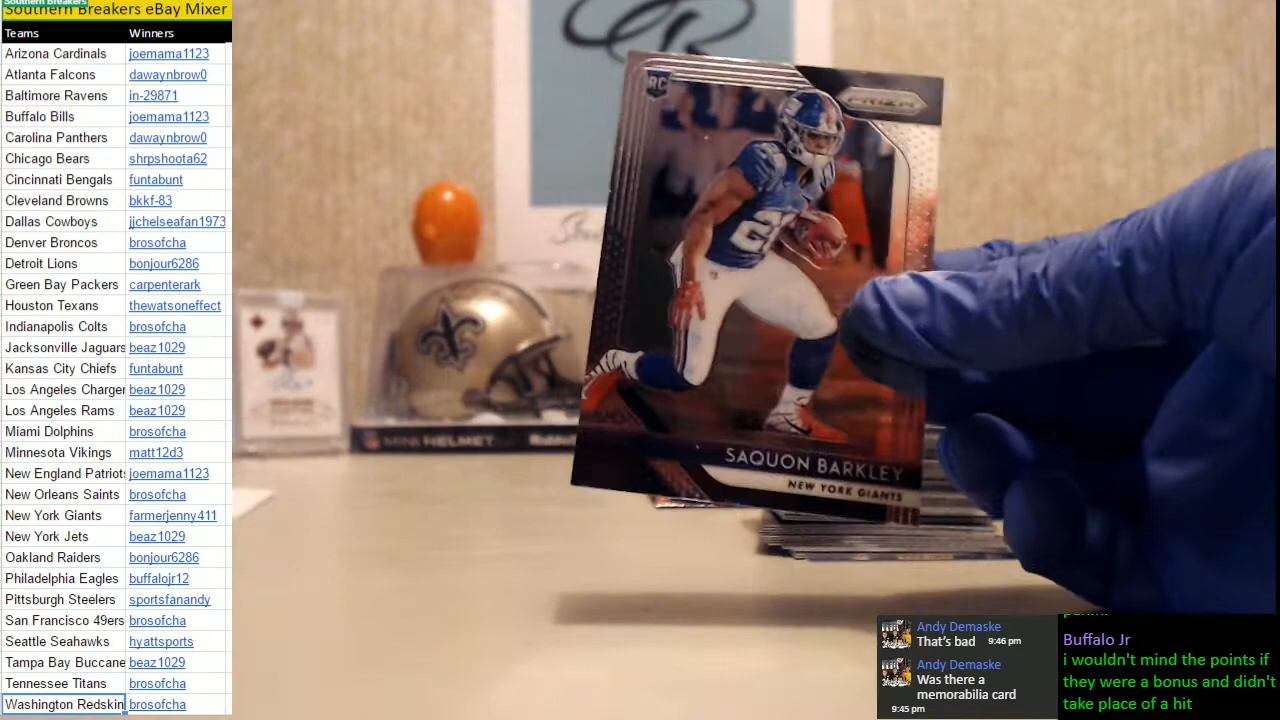 Southern Breakers
Southern Breakers eBay Mixer
Teams Winners
Arizona Cardinals joemama1123
Atlanta Falcons dawaynbrow0
Baltimore Ravens in-29871
Buffalo Bills joemama1123
Carolina Panthers dawaynbrow0
Chicago Bears shrpshoota62
Cincinnati Bengals funtabunt
Cleveland Browns bkkf-83
Dallas Cowboys jjchelseafan1973
Denver Broncos brosofcha
Detroit Lions bonjour6286
Green Bay Packers carpenterark
Houston Texans thewatsoneffect
Indianapolis Colts brosofcha
Jacksonville Jaguars beaz1029
Kansas City Chiefs funtabunt
Los Angeles Charger beaz1029
Los Angeles Rams beaz1029
Miami Dolphins brosofcha
Minnesota Vikings matt12d3
New England Patriots joemama1123
New Orleans Saints brosofcha
New York Giants farmerjenny411
New York Jets beaz1029
Oakland Raiders bonjour6286
Philadelphia Eagles buffalojr12
Pittsburgh Steelers sportsfanandy
San Francisco 49ers brosofcha
Seattle Seahawks hyattsports
Tampa Bay Buccane beaz1029
Tennessee Titans brosofcha
Washington Redskin brosofcha
RC
PRIZM
26
SAQUON BARKLEY
NEW YORK GIANTS
MINI HELMET
Riddell
Andy Demaske
That's bad 9:46 pm
Andy Demaske
Was there a
memorabilia card
9:45 pm
Buffalo Jr
i wouldn't mind the points if
they were a bonus and didn't
take place of a hit